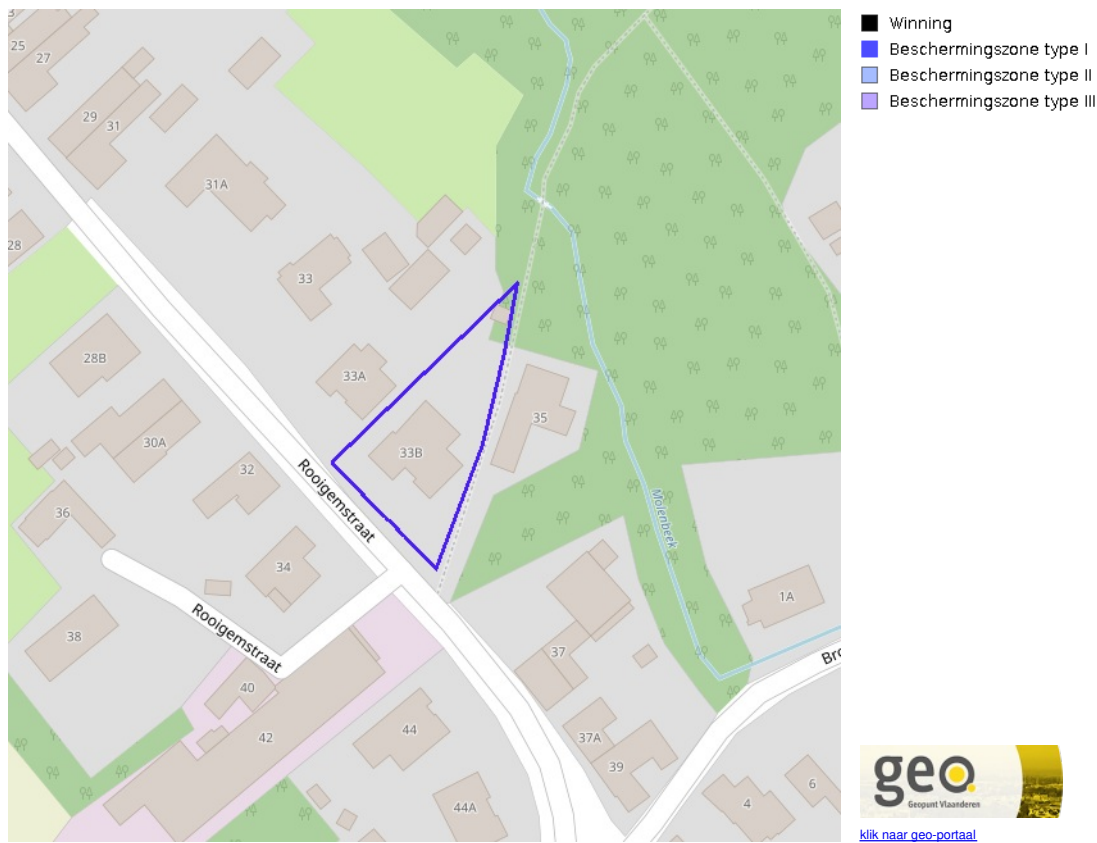 Winning
Beschermingszone type I
Beschermingszone type II
Beschermingszone type III
25
27
29
31
31A
28
33
28B
33A
35
33B
30A
32
Rooigemstraat
36
Molenbeek
34
1A
Rooigemstraat
38
37
40
42
44
37A
39
44A
4
6
geo
Geopunt Vlaanderen
klik naar geo-portaal